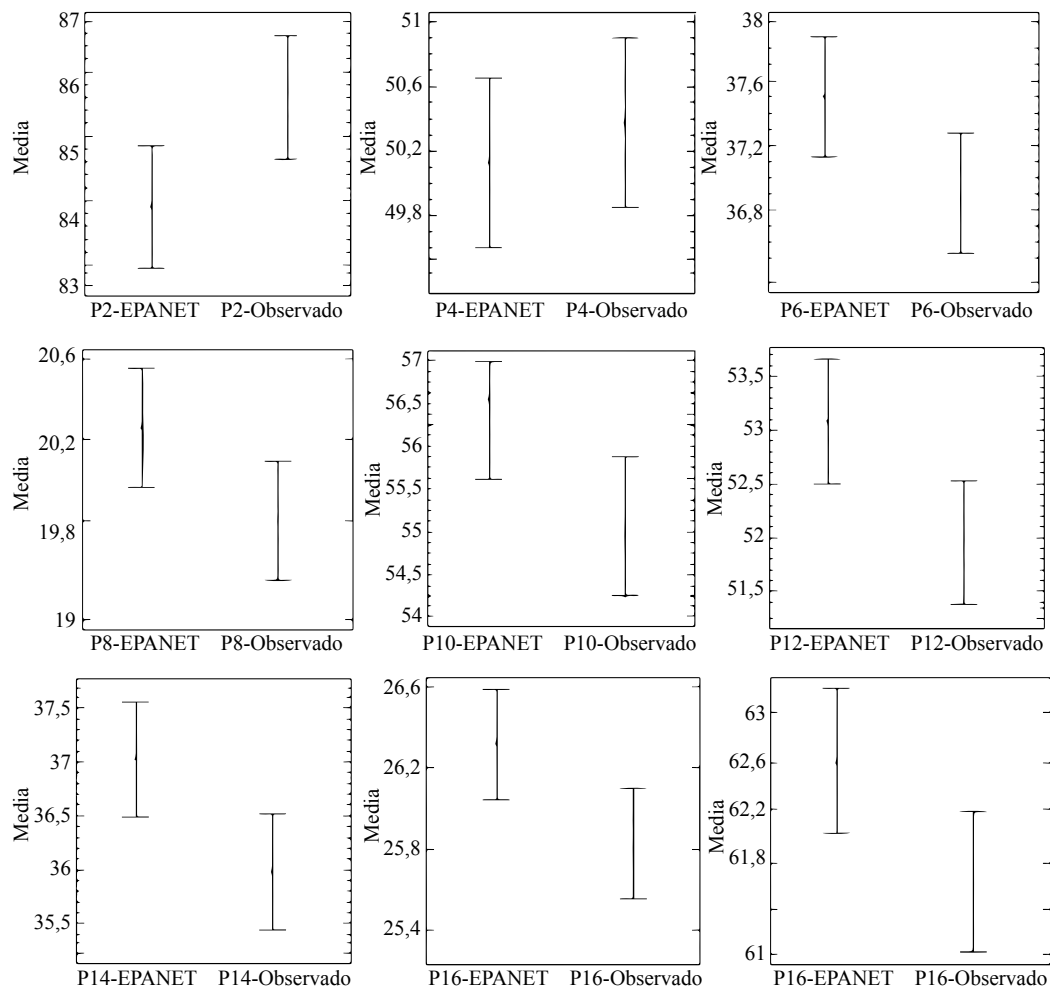 87
86
85
84
83
Media
P2-EPANET P2-Observado
51
50,6
50,2
49,8
Media
P4-EPANET P4-Observado
38
37,6
37,2
36,8
Media
P6-EPANET P6-Observado
20,6
20,2
19,8
19
Media
P8-EPANET P8-Observado
57
56,5
56
55,5
55
54,5
54
Media
P10-EPANET P10-Observado
53,5
53
52,5
52
51,5
Media
P12-EPANET P12-Observado
37,5
37
36,5
36
35,5
Media
P14-EPANET P14-Observado
26,6
26,2
25,8
25,4
Media
P16-EPANET P16-Observado
63
62,6
62,2
61,8
61
Media
P16-EPANET P16-Observado